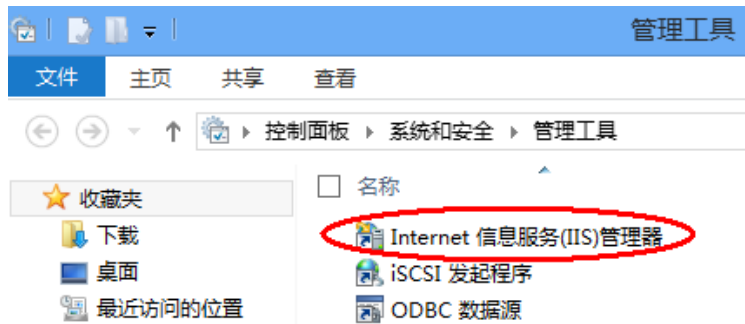 管理工具
文件 主页 共享 查看
控制面板 系统和安全 管理工具
收藏夹
下载
桌面
最近访问的位置
名称
Internet 信息服务(IIS)管理器
iSCSI 发起程序
ODBC 数据源